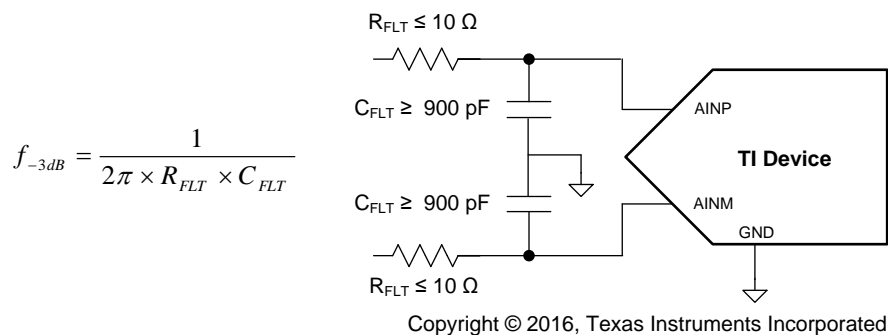 R_FLT ≤ 10 Ω
C_FLT ≥ 900 pF
AINP
TI Device
f_−3dB = 1 / (2π × R_FLT × C_FLT)
C_FLT ≥ 900 pF
AINM
GND
R_FLT ≤ 10 Ω
Copyright © 2016, Texas Instruments Incorporated